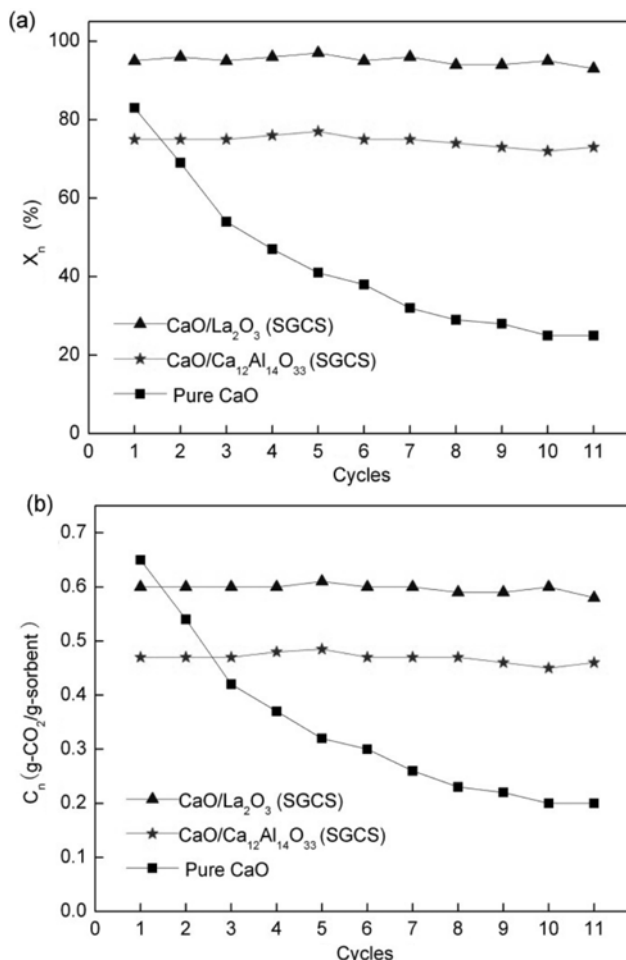 (a)
100
80
60
40
20
0
X_n (%)
CaO/La₂O₃ (SGCS)
CaO/Ca₁₂Al₁₄O₃₃ (SGCS)
Pure CaO
0 1 2 3 4 5 6 7 8 9 10 11
Cycles
(b)
0.7
0.6
0.5
0.4
0.3
0.2
0.1
0.0
C_n (g-CO₂/g-sorbent)
CaO/La₂O₃ (SGCS)
CaO/Ca₁₂Al₁₄O₃₃ (SGCS)
Pure CaO
0 1 2 3 4 5 6 7 8 9 10 11
Cycles